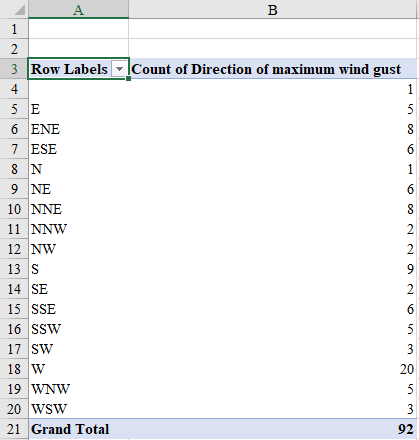 A B
1
2
3 Row Labels Count of Direction of maximum wind gust
4 1
5 E 5
6 ENE 8
7 ESE 6
8 N 1
9 NE 6
10 NNE 8
11 NNW 2
12 NW 2
13 S 9
14 SE 2
15 SSE 6
16 SSW 5
17 SW 3
18 W 20
19 WNW 5
20 WSW 3
21 Grand Total 92